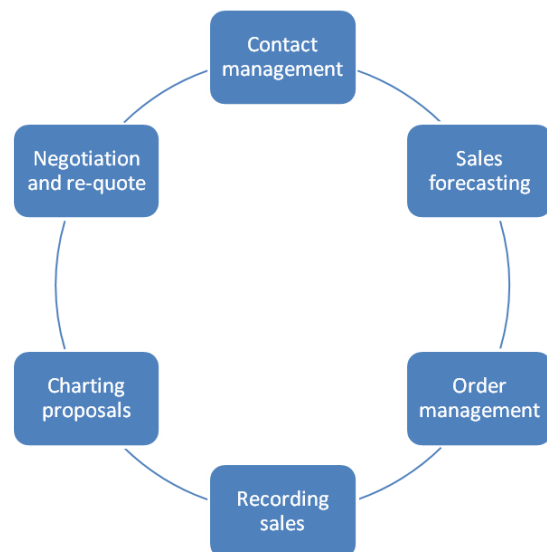 Contact
management
Sales
forecasting
Order
management
Recording
sales
Charting
proposals
Negotiation
and re-quote